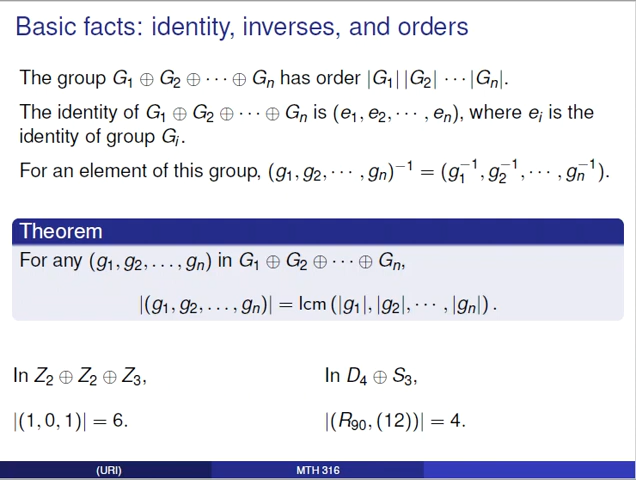 Basic facts: identity, inverses, and orders
The group G₁ ⊕ G₂ ⊕ ⋯ ⊕ Gₙ has order |G₁||G₂| ⋯ |Gₙ|.
The identity of G₁ ⊕ G₂ ⊕ ⋯ ⊕ Gₙ is (e₁, e₂, ⋯ , eₙ), where eᵢ is the
identity of group Gᵢ.
For an element of this group, (g₁, g₂, ⋯ , gₙ)⁻¹ = (g₁⁻¹, g₂⁻¹, ⋯ , gₙ⁻¹).
Theorem
For any (g₁, g₂, . . . , gₙ) in G₁ ⊕ G₂ ⊕ ⋯ ⊕ Gₙ,
|(g₁, g₂, . . . , gₙ)| = lcm (|g₁|, |g₂|, ⋯ , |gₙ|) .
In Z₂ ⊕ Z₂ ⊕ Z₃,
|(1, 0, 1)| = 6.
In D₄ ⊕ S₃,
|(R₉₀, (12))| = 4.
(URI) MTH 316